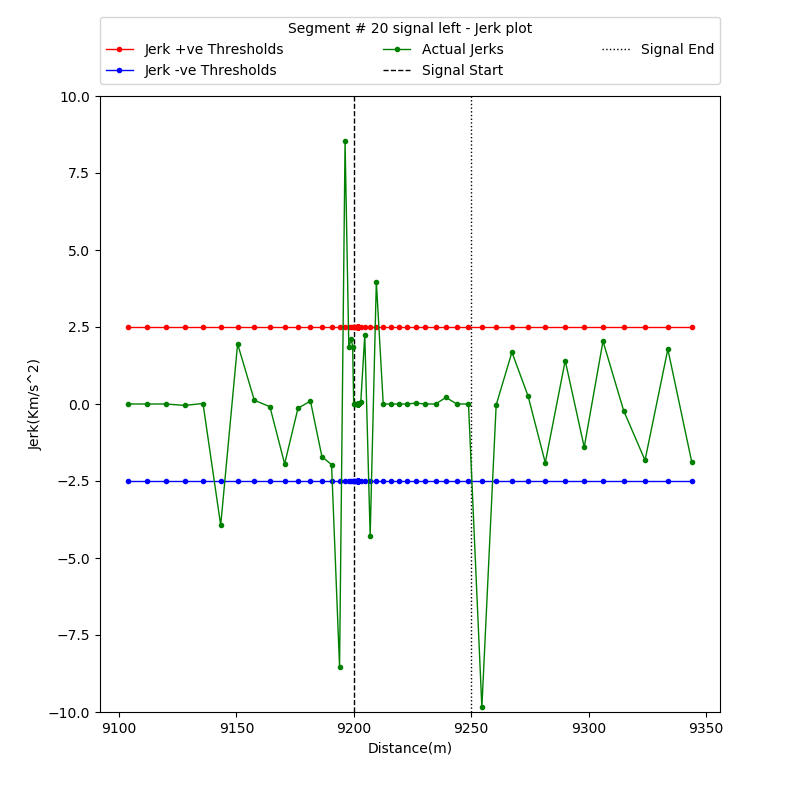 Segment # 20 signal left - Jerk plot
Jerk +ve Thresholds
Jerk -ve Thresholds
Actual Jerks
Signal Start
Signal End
10.0
7.5
5.0
2.5
0.0
−2.5
−5.0
−7.5
−10.0
Jerk(Km/s^2)
9100 9150 9200 9250 9300 9350
Distance(m)